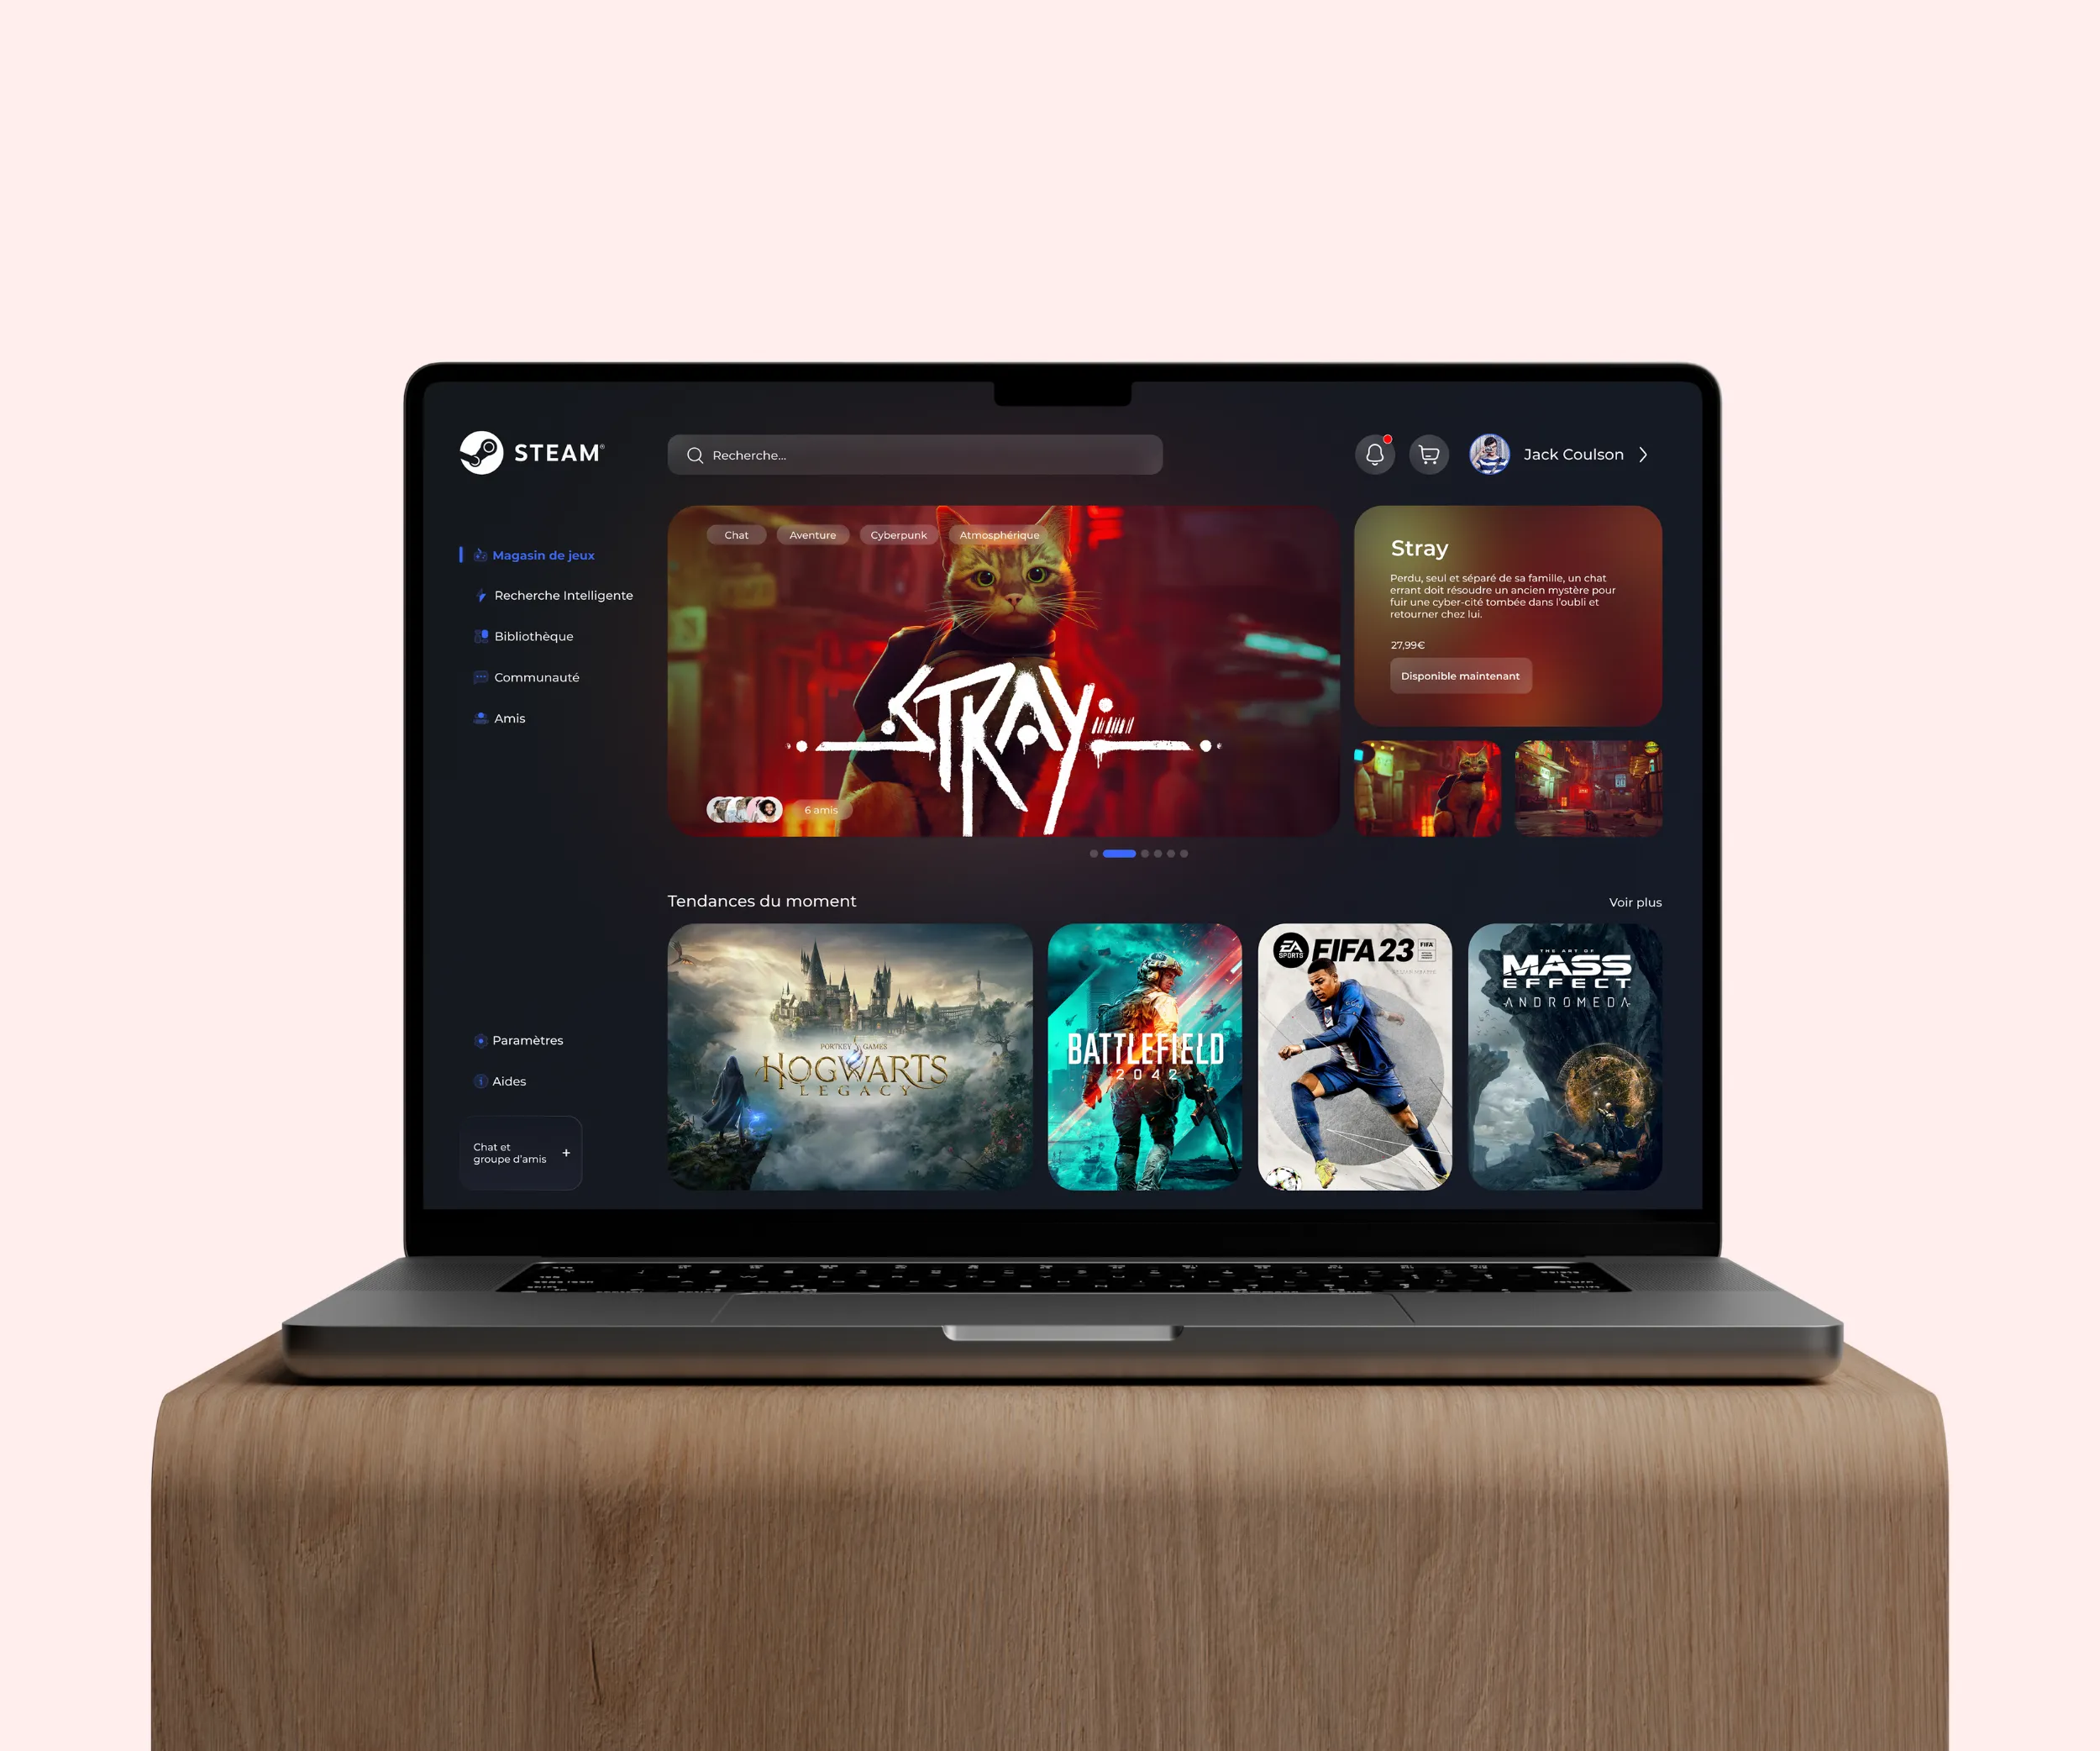 STEAM®
Recherche...
Jack Coulson
Magasin de jeux
Recherche Intelligente
Bibliothèque
Communauté
Amis
Chat
Aventure
Cyberpunk
Atmosphérique
STRAY
6 amis
Stray
Perdu, seul et séparé de sa famille, un chat
errant doit résoudre un ancien mystère pour
fuir une cyber-cité tombée dans l'oubli et
retourner chez lui.
27,99€
Disponible maintenant
Tendances du moment
Voir plus
PORTKEY GAMES
HOGWARTS
LEGACY
BATTLEFIELD
2042
EA
SPORTS
FIFA 23
FIFA
THE ART OF
MASS
EFFECT
ANDROMEDA
Paramètres
Aides
Chat et
groupe d'amis
+